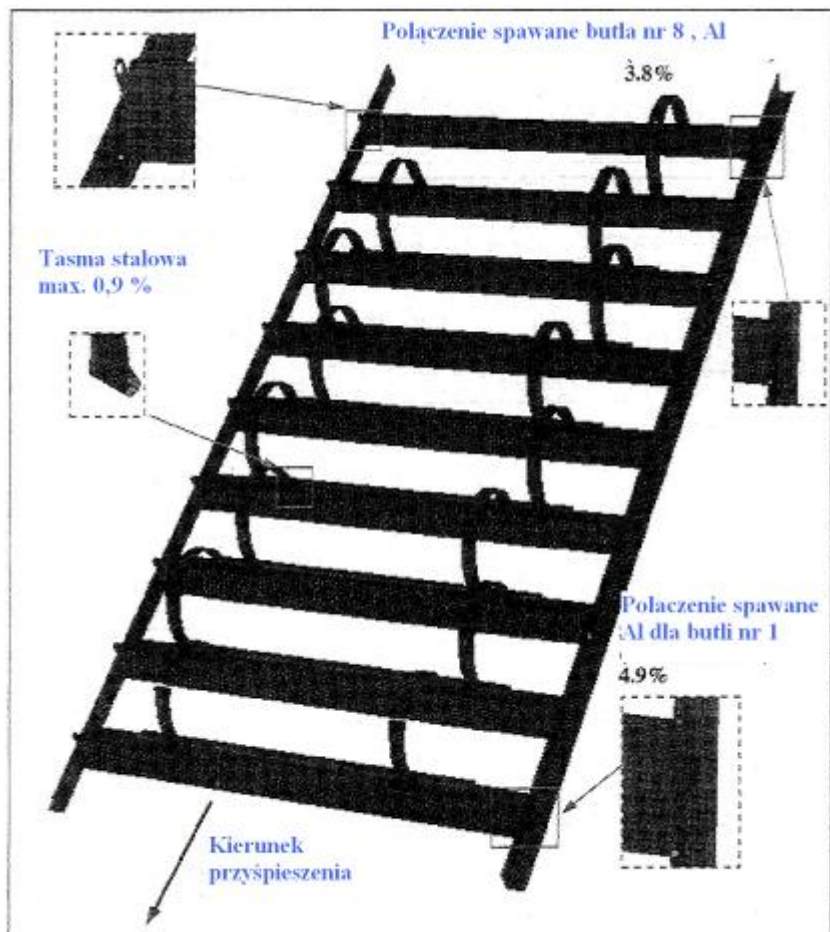 Połączenie spawane butla nr 8 , Al
3.8%
Tasma stalowa
max. 0,9 %
Polaczenie spawane
Al dla butli nr 1
4.9%
Kierunek
przyśpieszenia